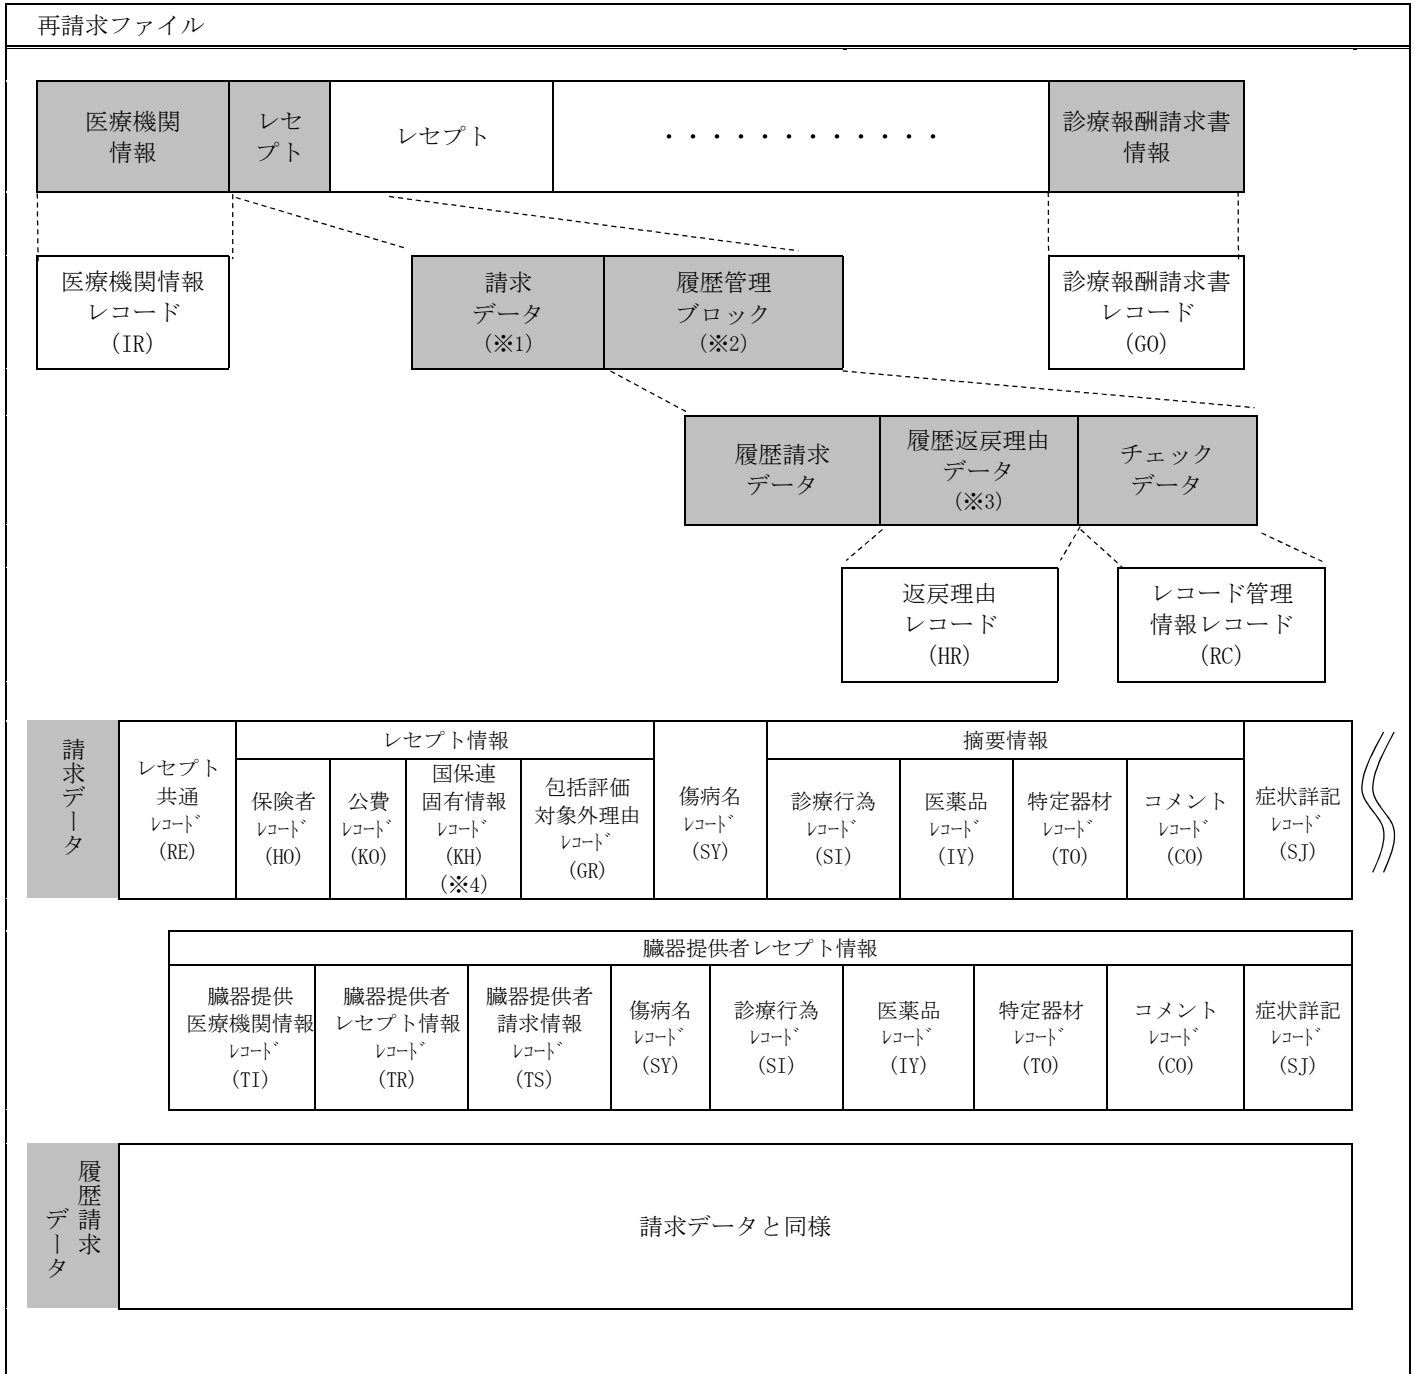 再請求ファイル
医療機関
情報
レセ
プト
レセプト
・・・・・・・・・・・・
診療報酬請求書
情報
医療機関情報
レコード
(IR)
請求
データ
(※1)
履歴管理
ブロック
(※2)
診療報酬請求書
レコード
(GO)
履歴請求
データ
履歴返戻理由
データ
(※3)
チェック
データ
返戻理由
レコード
(HR)
レコード管理
情報レコード
(RC)
請求データ
レセプト
共通
ﾚｺｰﾄﾞ
(RE)
レセプト情報
保険者
ﾚｺｰﾄﾞ
(HO)
公費
ﾚｺｰﾄﾞ
(KO)
国保連
固有情報
ﾚｺｰﾄﾞ
(KH)
(※4)
包括評価
対象外理由
ﾚｺｰﾄﾞ
(GR)
傷病名
ﾚｺｰﾄﾞ
(SY)
摘要情報
診療行為
ﾚｺｰﾄﾞ
(SI)
医薬品
ﾚｺｰﾄﾞ
(IY)
特定器材
ﾚｺｰﾄﾞ
(TO)
コメント
ﾚｺｰﾄﾞ
(CO)
症状詳記
ﾚｺｰﾄﾞ
(SJ)
臓器提供者レセプト情報
臓器提供
医療機関情報
ﾚｺｰﾄﾞ
(TI)
臓器提供者
レセプト情報
ﾚｺｰﾄﾞ
(TR)
臓器提供者
請求情報
ﾚｺｰﾄﾞ
(TS)
傷病名
ﾚｺｰﾄﾞ
(SY)
診療行為
ﾚｺｰﾄﾞ
(SI)
医薬品
ﾚｺｰﾄﾞ
(IY)
特定器材
ﾚｺｰﾄﾞ
(TO)
コメント
ﾚｺｰﾄﾞ
(CO)
症状詳記
ﾚｺｰﾄﾞ
(SJ)
履歴請求
データ
請求データと同様